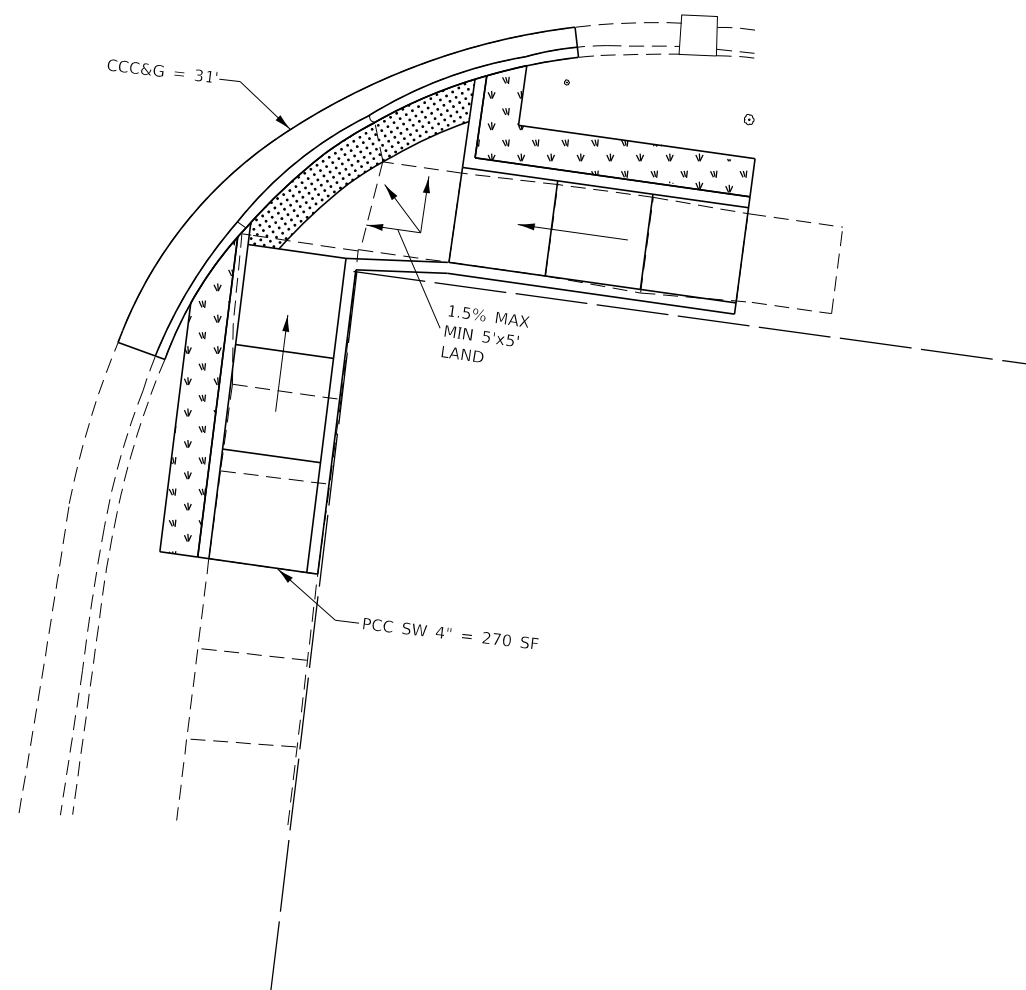 CCC&G = 31'
1.5% MAX
MIN 5'x5'
LAND
PCC SW 4" = 270 SF